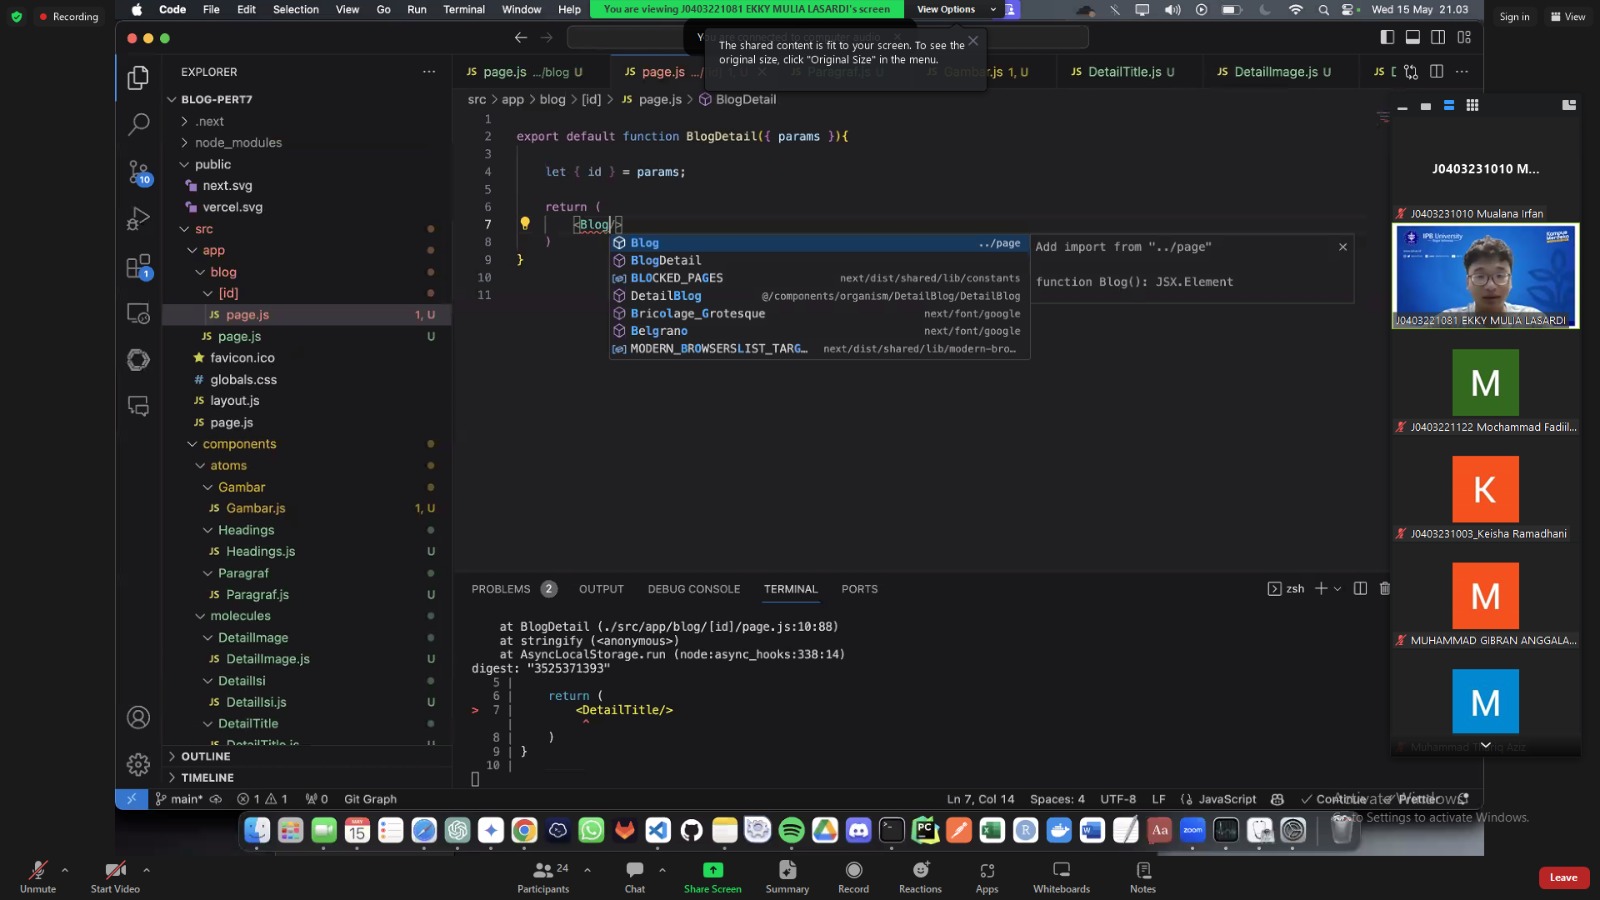 Recording
Code File Edit Selection View Go Run Terminal Window Help
You are viewing J0403221081 EKKY MULIA LASARDI's screen
View Options
Wed 15 May 21.03
Sign in
View
The shared content is fit to your screen. To see the
original size, click "Original Size" in the menu.
EXPLORER
page.js .../blog U
page.js
Paragraf.js U
Gambar.js 1, U
DetailTitle.js U
DetailImage.js U
src > app > blog > [id] > JS page.js > BlogDetail
BLOG-PERT7
.next
node_modules
public
next.svg
vercel.svg
src
app
blog
[id]
JS page.js 1, U
JS page.js U
favicon.ico
# globals.css
JS layout.js
JS page.js
components
atoms
Gambar
JS Gambar.js 1, U
Headings
JS Headings.js U
Paragraf
JS Paragraf.js U
molecules
DetailImage
JS DetailImage.js U
DetailIsi
JS DetailIsi.js U
DetailTitle
JS DetailTitle.js U
OUTLINE
TIMELINE
10
1
1
2 export default function BlogDetail({ params }){
3
4 let { id } = params;
5
6 return (
7 <Blog/>
8 )
9 }
10
11
Blog ../page
BlogDetail
BLOCKED_PAGES next/dist/shared/lib/constants
DetailBlog @/components/organism/DetailBlog/DetailBlog
Bricolage_Grotesque next/font/google
Belgrano next/font/google
MODERN_BROWSERSLIST_TARG… next/dist/shared/lib/modern-bro…
Add import from "../page"
function Blog(): JSX.Element
PROBLEMS 2 OUTPUT DEBUG CONSOLE TERMINAL PORTS
zsh
at BlogDetail (./src/app/blog/[id]/page.js:10:88)
at stringify (<anonymous>)
at AsyncLocalStorage.run (node:async_hooks:338:14)
digest: "3525371393"
5 |
6 | return (
> 7 | <DetailTitle/>
| ^
8 | )
9 | }
10 |
main* 1 1 0 Git Graph
Ln 7, Col 14 Spaces: 4 UTF-8 LF JavaScript
Prettier
Activate Windows
Go to Settings to activate Windows.
J0403231010 M...
J0403231010 Mualana Irfan
IPB University
J0403221081 EKKY MULIA LASARDI
M
J0403221122 Mochammad Fadiil...
K
J0403231003_Keisha Ramadhani
M
MUHAMMAD GIBRAN ANGGALA...
M
Unmute
Start Video
Participants 24
Chat
Share Screen
Summary
Record
Reactions
Apps
Whiteboards
Notes
Leave